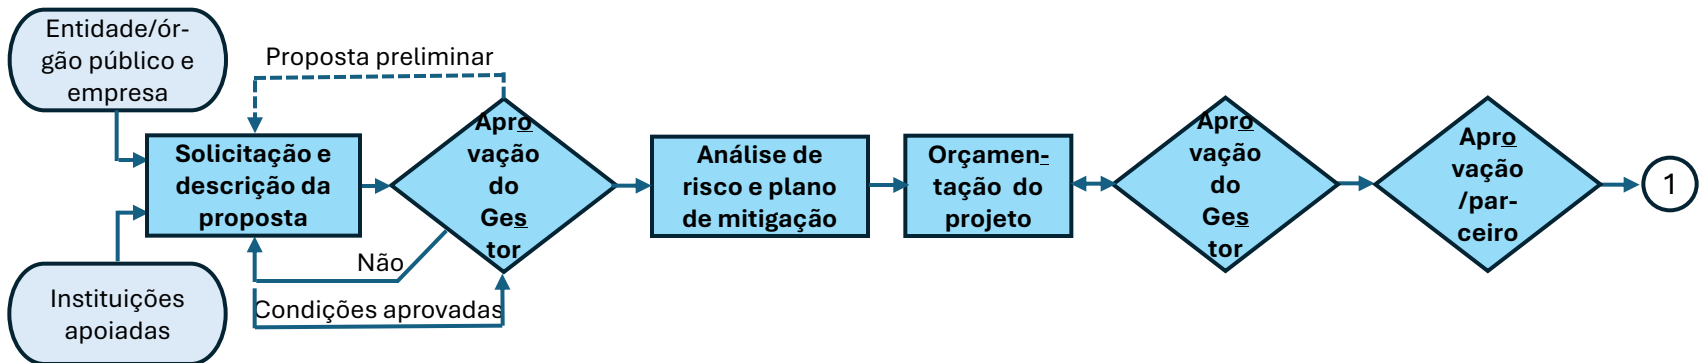 Entidade/ór-
gão público e
empresa
Proposta preliminar
Solicitação e
descrição da
proposta
Apro
vação
do
Ges
tor
Análise de
risco e plano
de mitigação
Orçamen-
tação do
projeto
Apro
vação
do
Ges
tor
Apro
vação
/par-
ceiro
1
Não
Condições aprovadas
Instituições
apoiadas